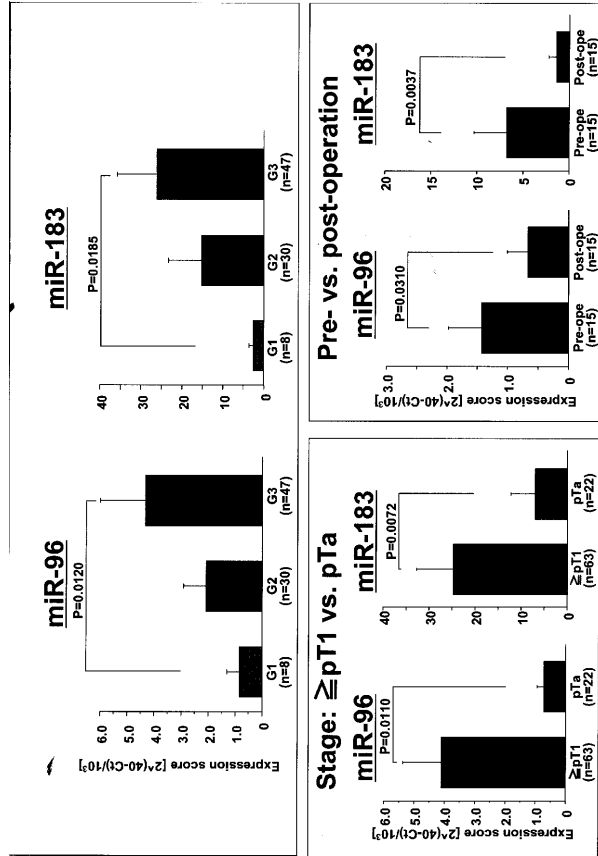 miR-96
P=0.0120
Expression score [2^(40-Ct)/10³]
6.0
5.0
4.0
3.0
2.0
1.0
0
G1
(n=8)
G2
(n=30)
G3
(n=47)
miR-183
P=0.0185
40
30
20
10
0
G1
(n=8)
G2
(n=30)
G3
(n=47)
Stage: ≧pT1 vs. pTa
miR-96
P=0.0110
Expression score [2^(40-Ct)/10³]
6.0
5.0
4.0
3.0
2.0
1.0
0
≧pT1
(n=63)
pTa
(n=22)
miR-183
P=0.0072
40
30
20
10
0
≧pT1
(n=63)
pTa
(n=22)
Pre- vs. post-operation
miR-96
P=0.0310
Expression score [2^(40-Ct)/10³]
3.0
2.0
1.0
0
Pre-ope
(n=15)
Post-ope
(n=15)
miR-183
P=0.0037
20
15
10
5
0
Pre-ope
(n=15)
Post-ope
(n=15)